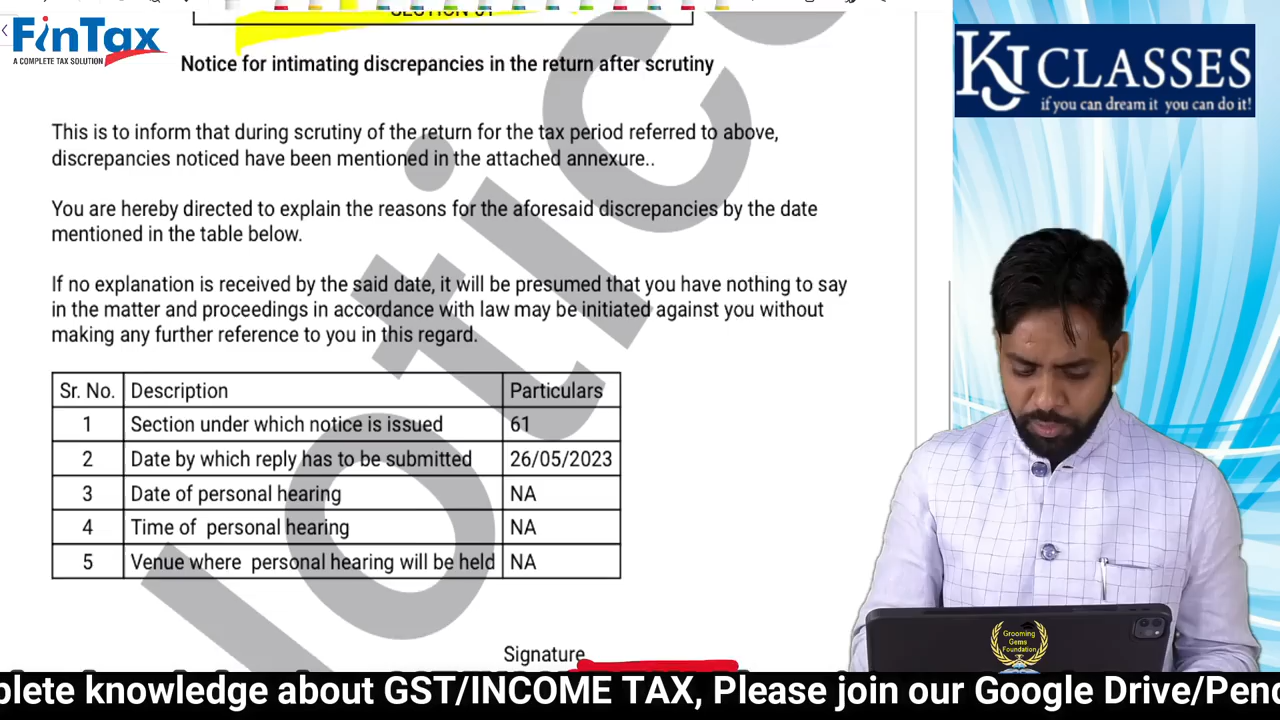 SECTION 61
FinTax
A COMPLETE TAX SOLUTION
KJ CLASSES
if you can dream it you can do it!
Notice for intimating discrepancies in the return after scrutiny
This is to inform that during scrutiny of the return for the tax period referred to above,
discrepancies noticed have been mentioned in the attached annexure..
You are hereby directed to explain the reasons for the aforesaid discrepancies by the date
mentioned in the table below.
If no explanation is received by the said date, it will be presumed that you have nothing to say
in the matter and proceedings in accordance with law may be initiated against you without
making any further reference to you in this regard.
Sr. No. Description Particulars
1 Section under which notice is issued 61
2 Date by which reply has to be submitted 26/05/2023
3 Date of personal hearing NA
4 Time of personal hearing NA
5 Venue where personal hearing will be held NA
Signature
Grooming
Gems
Foundation
plete knowledge about GST/INCOME TAX, Please join our Google Drive/Pend